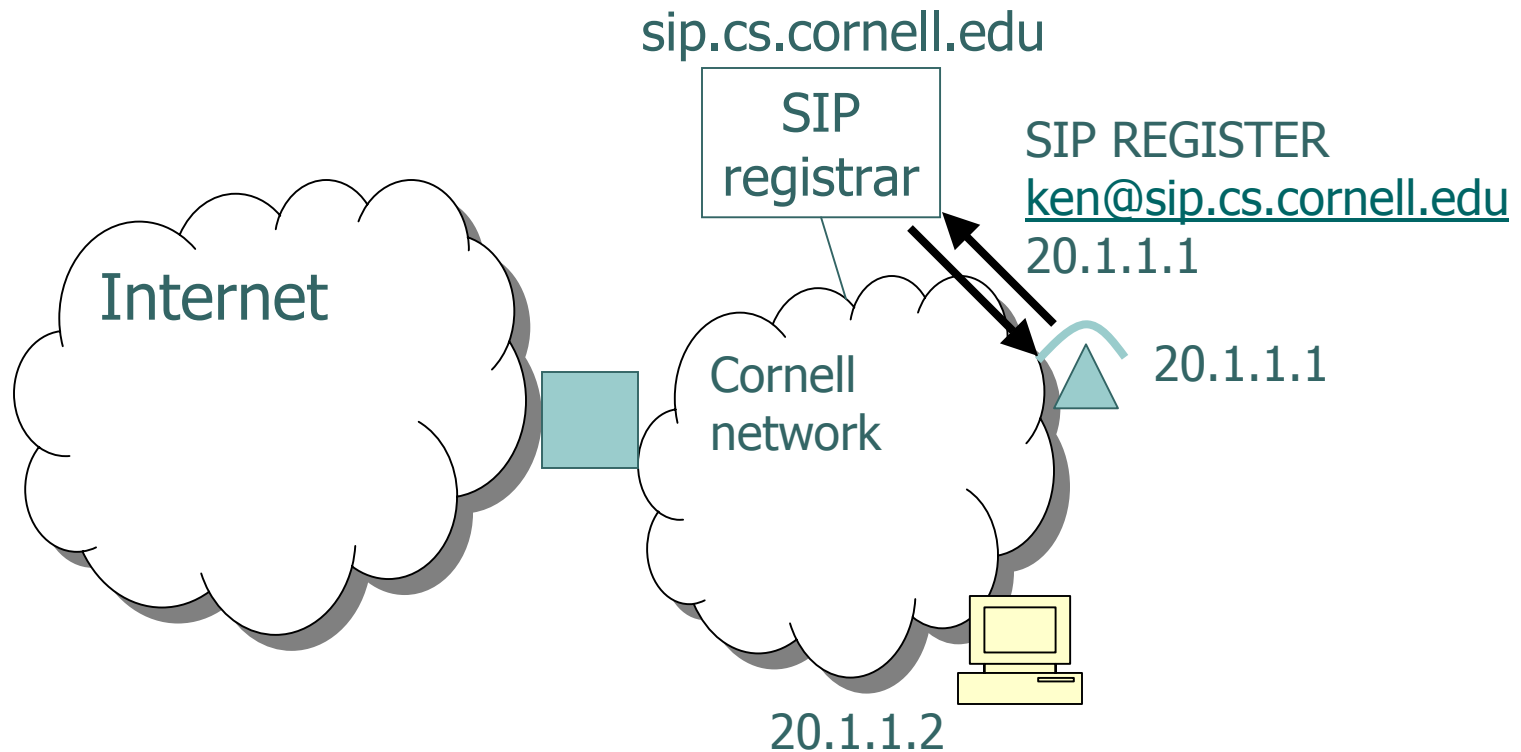 sip.cs.cornell.edu
SIP
registrar
SIP REGISTER
ken@sip.cs.cornell.edu
20.1.1.1
Internet
Cornell
network
20.1.1.1
20.1.1.2